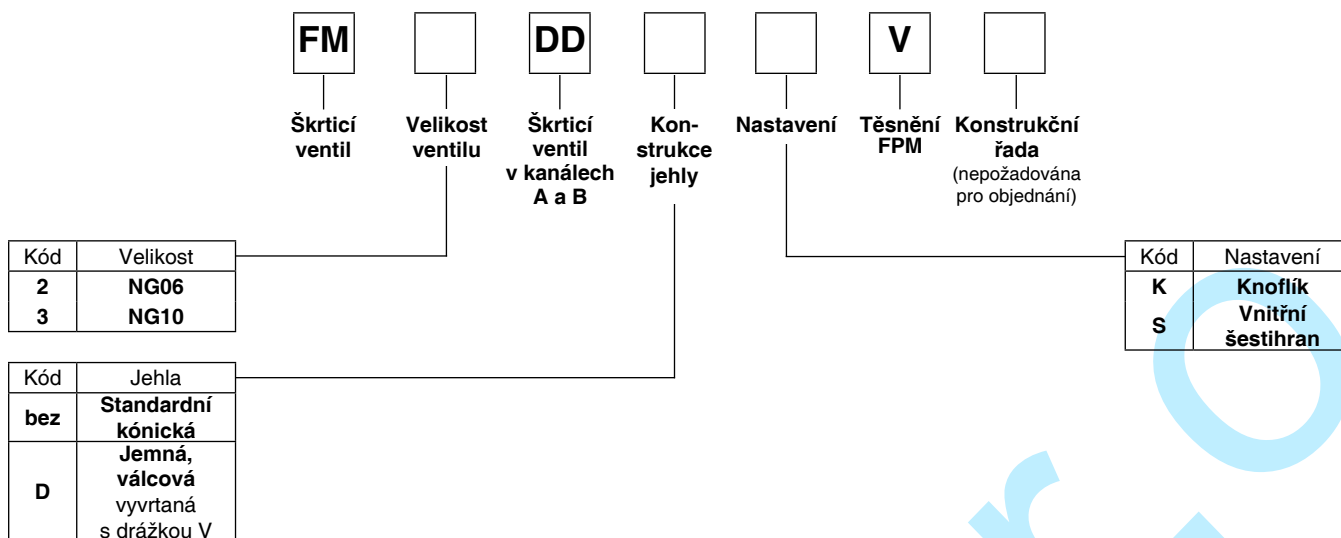 FM DD V
Škrticí ventil
Velikost ventilu
Škrticí ventil v kanálech A a B
Kon-strukce jehly
Nastavení
Těsnění FPM
Konstrukční řada (nepožadována pro objednání)
Kód Velikost
2 NG06
3 NG10
Kód Nastavení
K Knoflík
S Vnitřní šestihran
Kód Jehla
bez Standardní kónická
D Jemná, válcová vyvrtaná s drážkou V